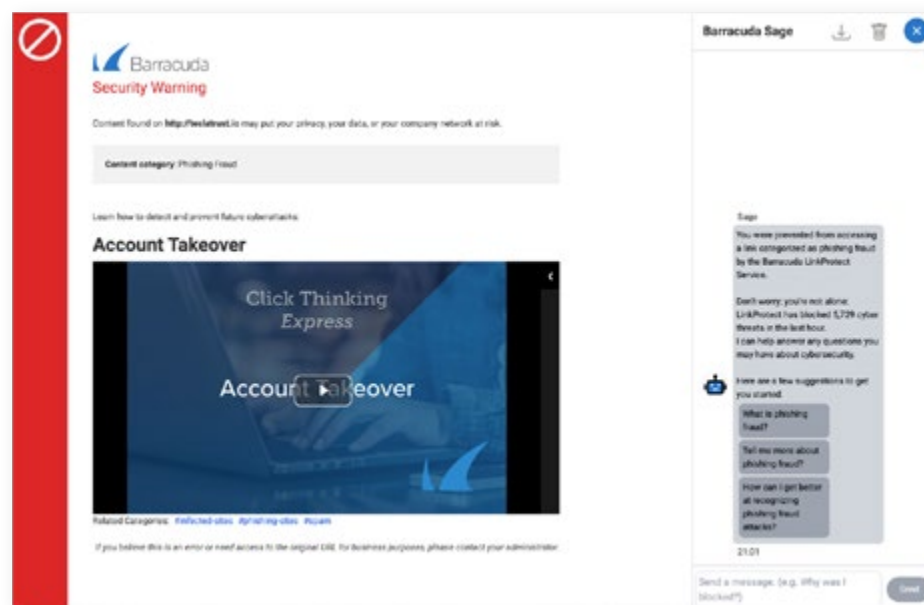 Barracuda
Security Warning
Content found on http://teslatrust.io may put your privacy, your data, or your company network at risk.
Content category: Phishing Fraud
Learn how to detect and prevent future cyberattacks.
Account Takeover
Click Thinking
Express
Account Takeover
Related Categories: #infected-sites #phishing-sites #spam
If you believe this is an error or need access to the original URL for business purposes, please contact your administrator.
Barracuda Sage
Sage
You were prevented from accessing
a link categorized as phishing fraud
by the Barracuda LinkProtect
Service.
Don't worry; you're not alone:
LinkProtect has blocked 5,729 cyber
threats in the last hour.
I can help answer any questions you
may have about cybersecurity.
Here are a few suggestions to get
you started.
What is phishing
fraud?
Tell me more about
phishing fraud?
How can I get better
at recognizing
phishing fraud
attacks?
21:01
Send a message. (e.g. Why was I
blocked?)
Send